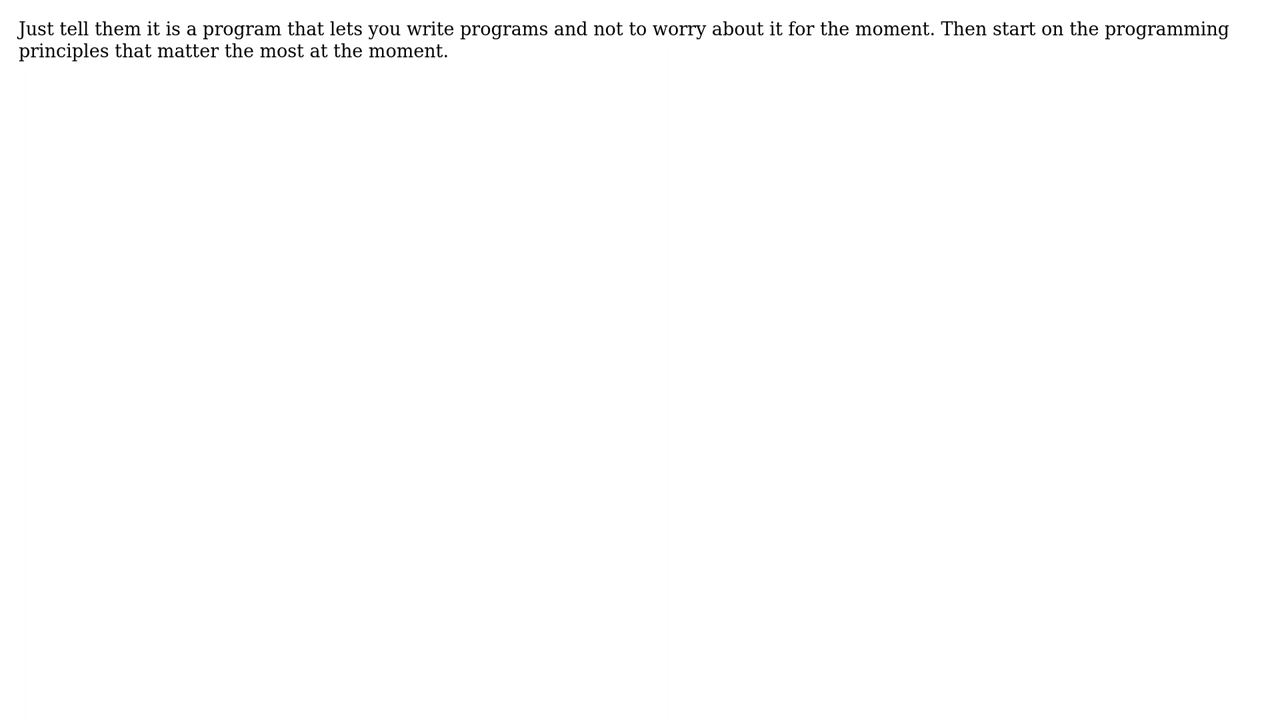 Just tell them it is a program that lets you write programs and not to worry about it for the moment. Then start on the programming
principles that matter the most at the moment.